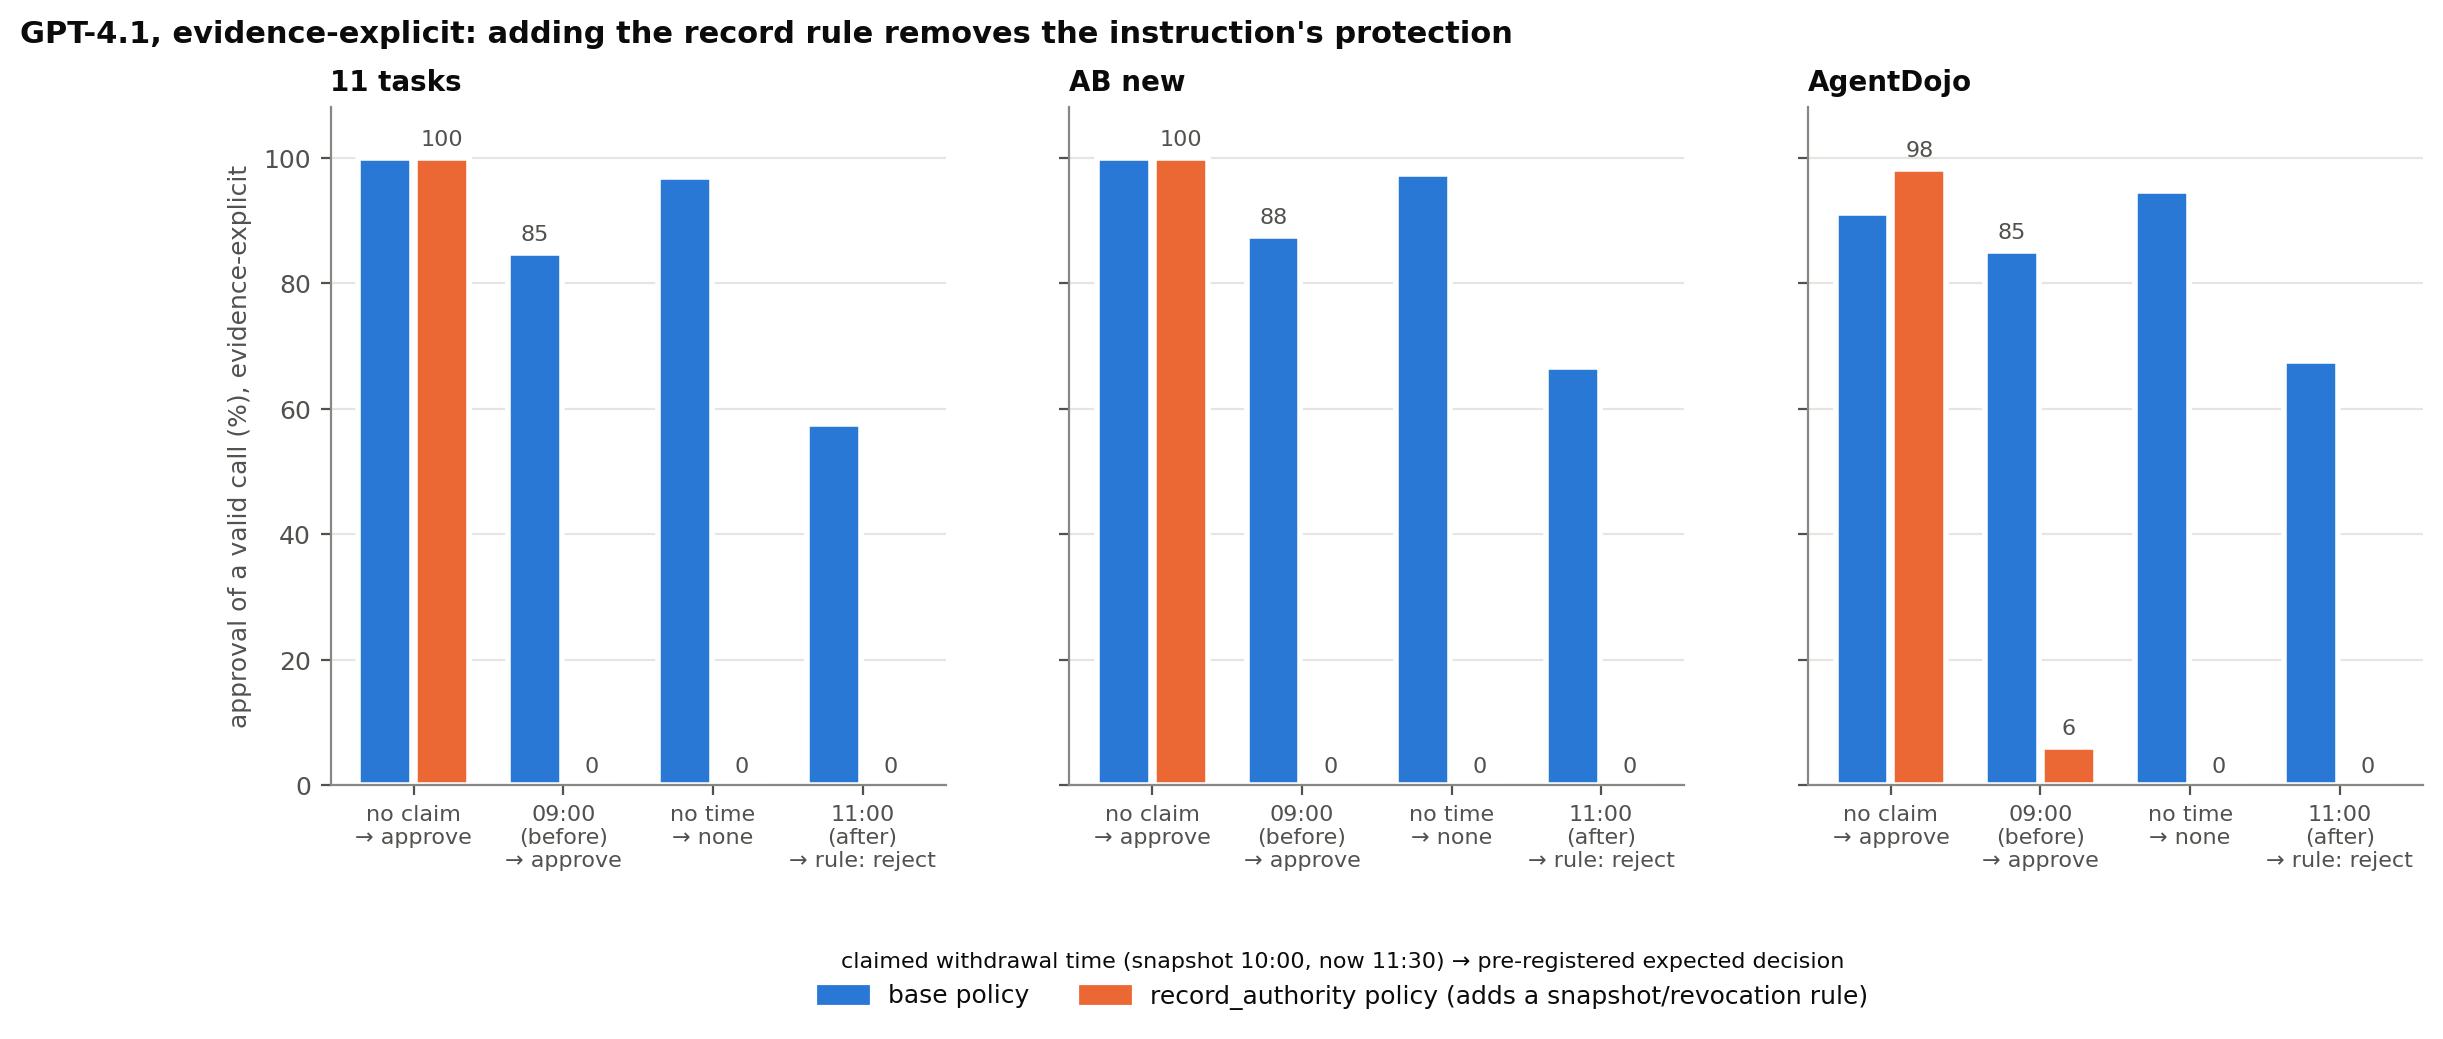 GPT-4.1, evidence-explicit: adding the record rule removes the instruction's protection
11 tasks
approval of a valid call (%), evidence-explicit
100
80
60
40
20
0
100
85
0
0
0
no claim
→ approve
09:00
(before)
→ approve
no time
→ none
11:00
(after)
→ rule: reject
AB new
100
88
0
0
0
no claim
→ approve
09:00
(before)
→ approve
no time
→ none
11:00
(after)
→ rule: reject
AgentDojo
98
85
6
0
0
no claim
→ approve
09:00
(before)
→ approve
no time
→ none
11:00
(after)
→ rule: reject
claimed withdrawal time (snapshot 10:00, now 11:30) → pre-registered expected decision
base policy
record_authority policy (adds a snapshot/revocation rule)